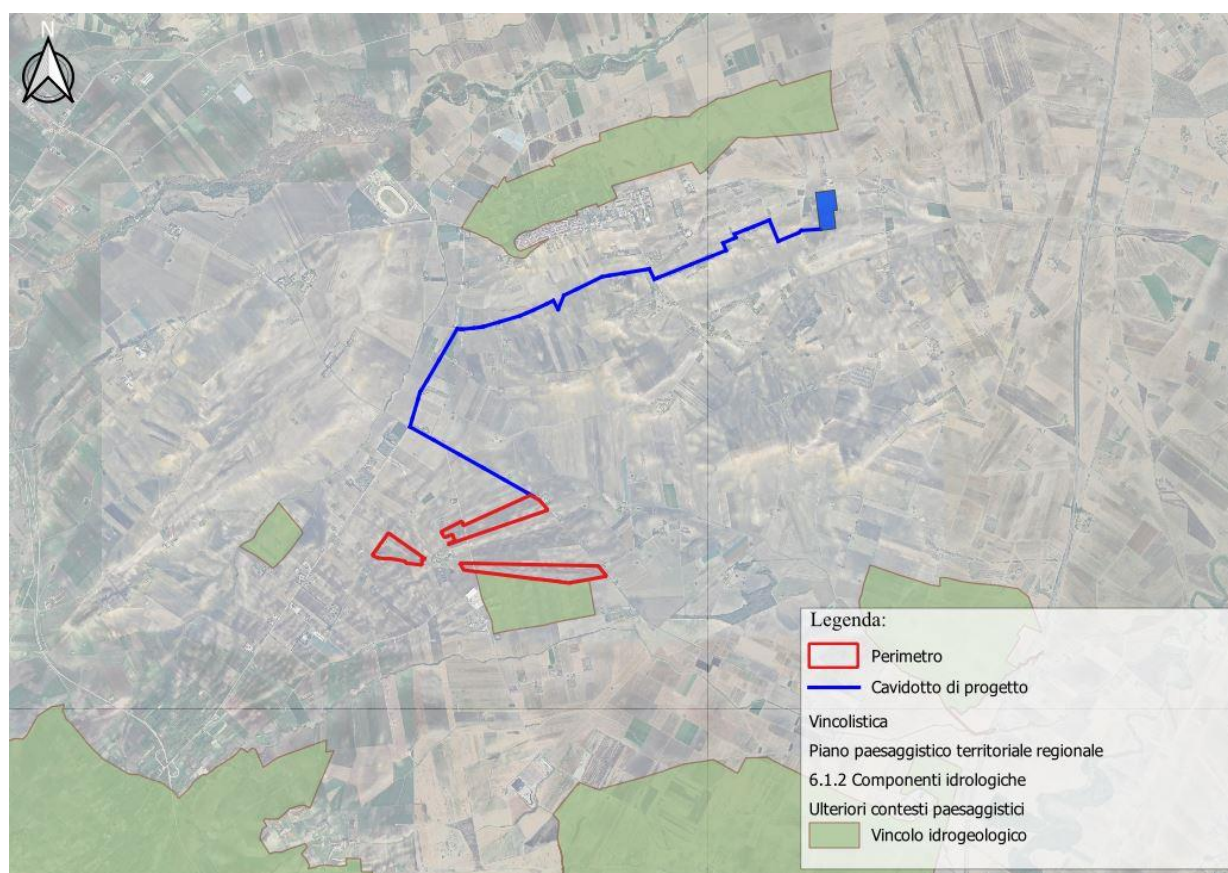 N
Legenda:
Perimetro
Cavidotto di progetto
Vincolistica
Piano paesaggistico territoriale regionale
6.1.2 Componenti idrologiche
Ulteriori contesti paesaggistici
Vincolo idrogeologico